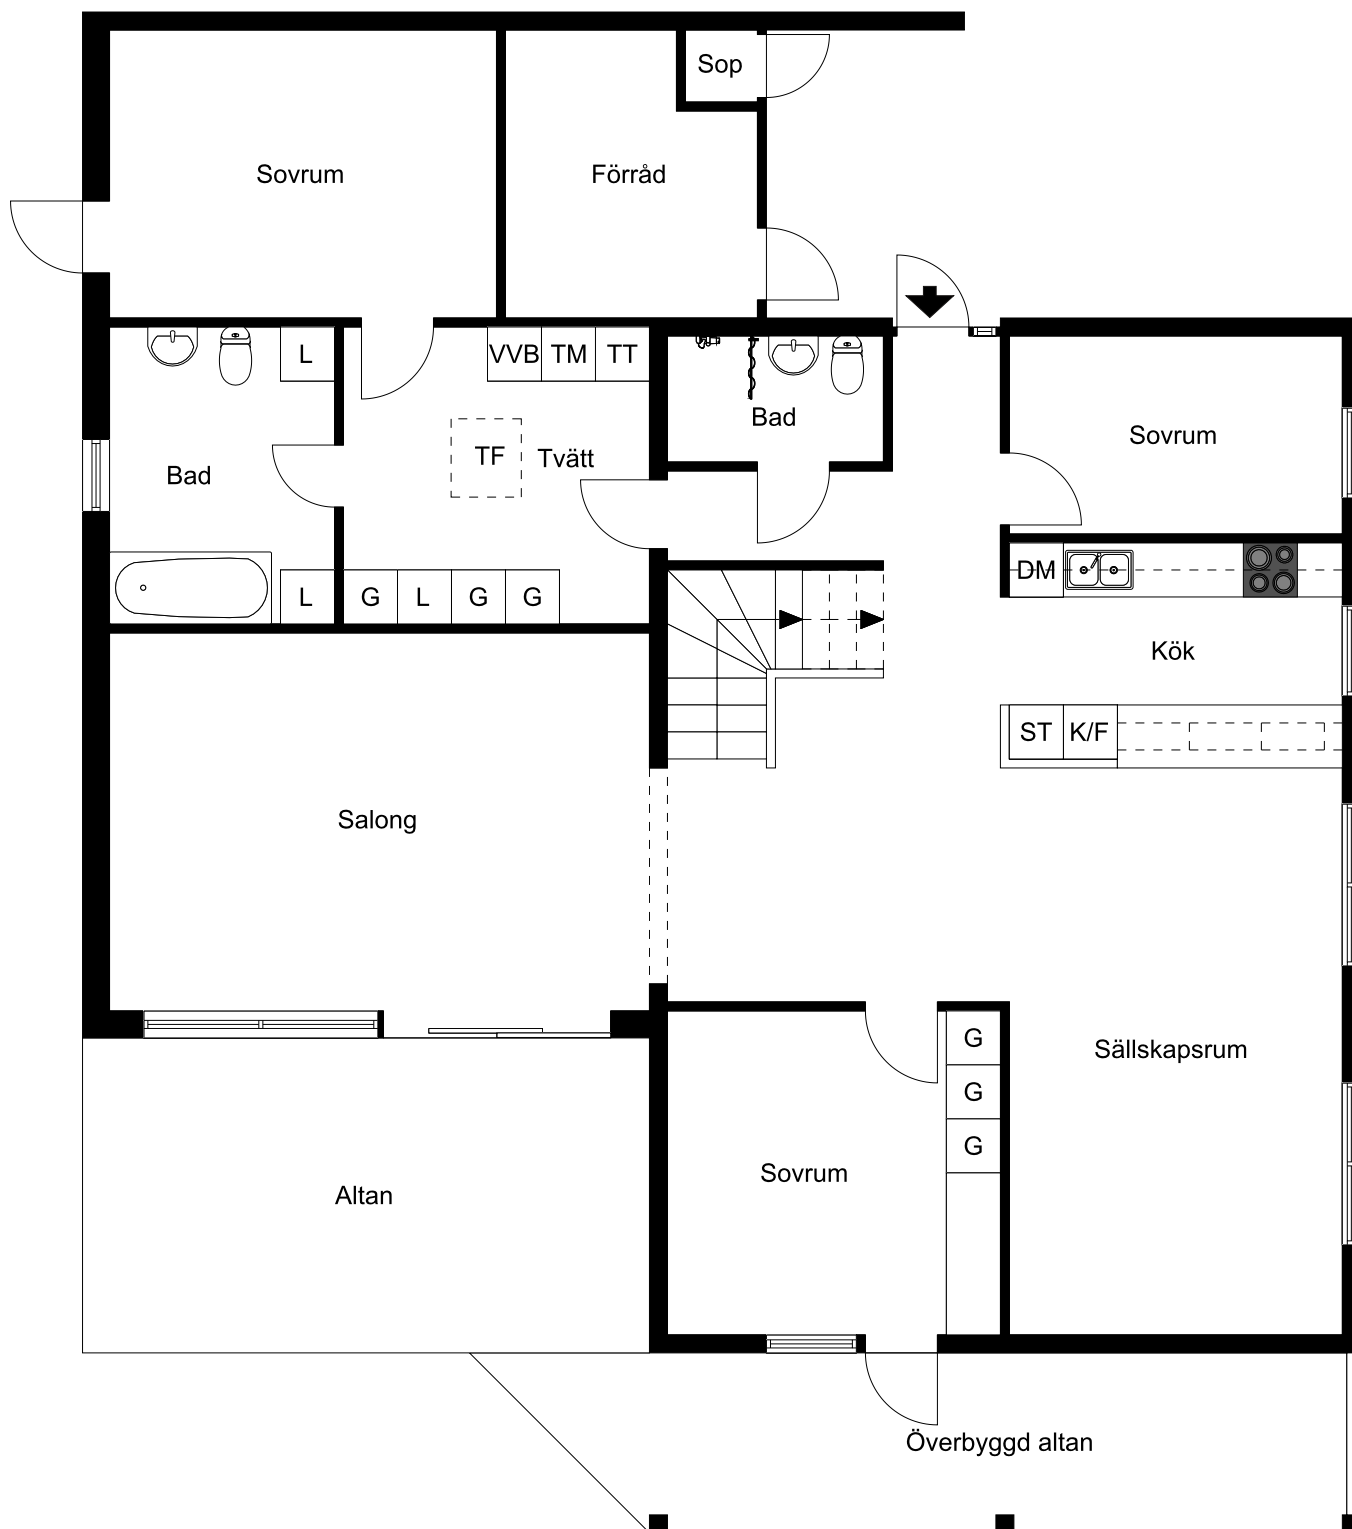 Sop
Sovrum
Förråd
L
VVB
TM
TT
Bad
Sovrum
TF
Tvätt
Bad
DM
L
G
L
G
G
Kök
ST
K/F
Salong
G
Sällskapsrum
G
G
Sovrum
Altan
Överbyggd altan